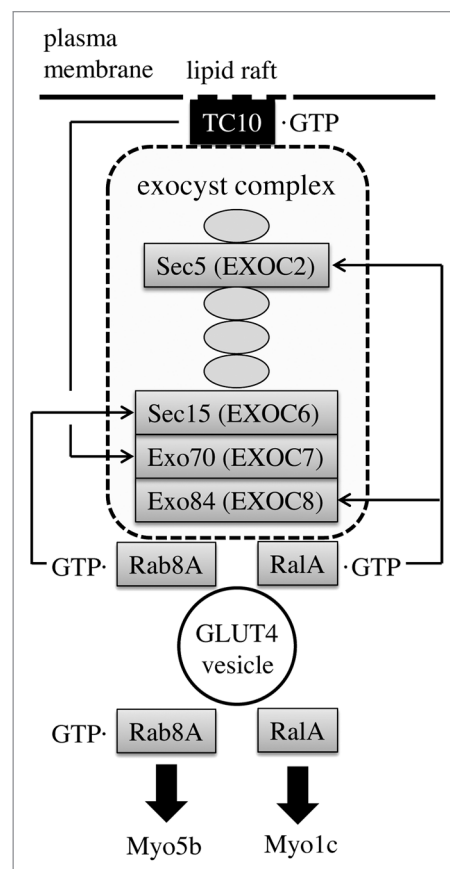 plasma
membrane
lipid raft
TC10 ·GTP
exocyst complex
Sec5 (EXOC2)
Sec15 (EXOC6)
Exo70 (EXOC7)
Exo84 (EXOC8)
GTP· Rab8A RalA ·GTP
GLUT4
vesicle
GTP· Rab8A RalA
Myo5b Myo1c